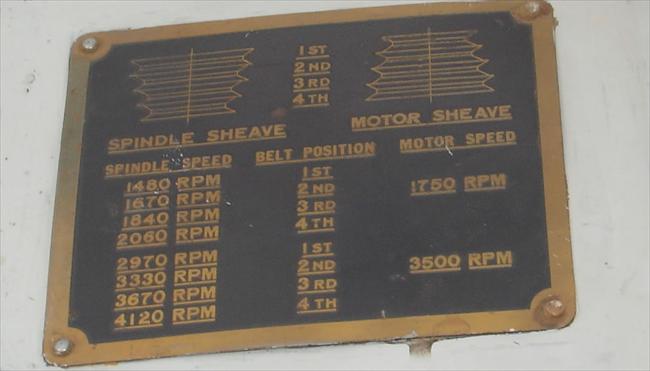 1ST
2ND
3RD
4TH
SPINDLE SHEAVE MOTOR SHEAVE
SPINDLE SPEED BELT POSITION MOTOR SPEED
1480 RPM 1ST
1670 RPM 2ND 1750 RPM
1840 RPM 3RD
2060 RPM 4TH
2970 RPM 1ST
3330 RPM 2ND 3500 RPM
3670 RPM 3RD
4120 RPM 4TH